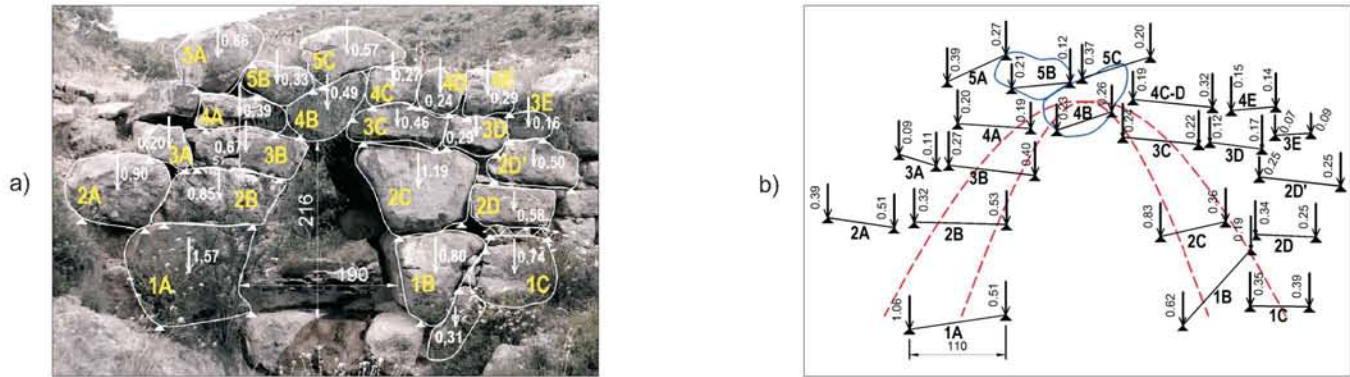 a)
5A 0.66
5B 0.33
5C 0.57
4A 0.39
4B 0.49
4C 0.27
4D 0.24
4E 0.29
3A 0.20
3B 0.67
3C 0.46
3D 0.29
3E 0.16
2A 0.90
2B 0.85
2C 1.19
2D 0.58
2D' 0.50
1A 1.57
1B 0.80
1C 0.74
0.31
216
190
b)
0.39 5A 0.27
0.21 5B 0.12
0.37 5C 0.20
0.20 4A 0.19
0.23 4B 0.26
0.19 4C-D 0.32
0.15 4E 0.14
0.09 3A 0.11
0.27 3B 0.40
0.24 3C 0.22
0.12 3D 0.17
0.07 3E 0.09
0.25 2D' 0.25
0.39 2A 0.51
0.32 2B 0.53
0.83 2C 0.36
0.34 2D 0.25
1.06 1A 0.51
110
0.62 1B 0.19
0.35 1C 0.39